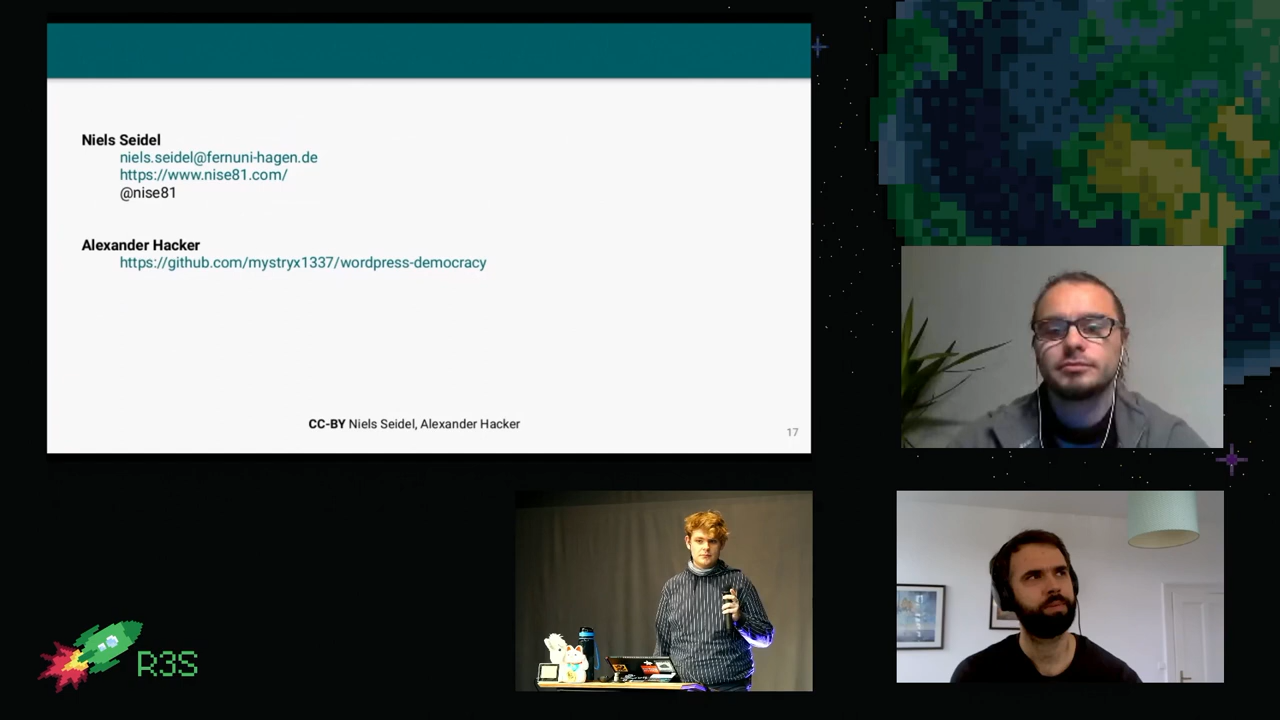 Niels Seidel
niels.seidel@fernuni-hagen.de
https://www.nise81.com/
@nise81
Alexander Hacker
https://github.com/mystryx1337/wordpress-democracy
CC-BY Niels Seidel, Alexander Hacker
17
R3S